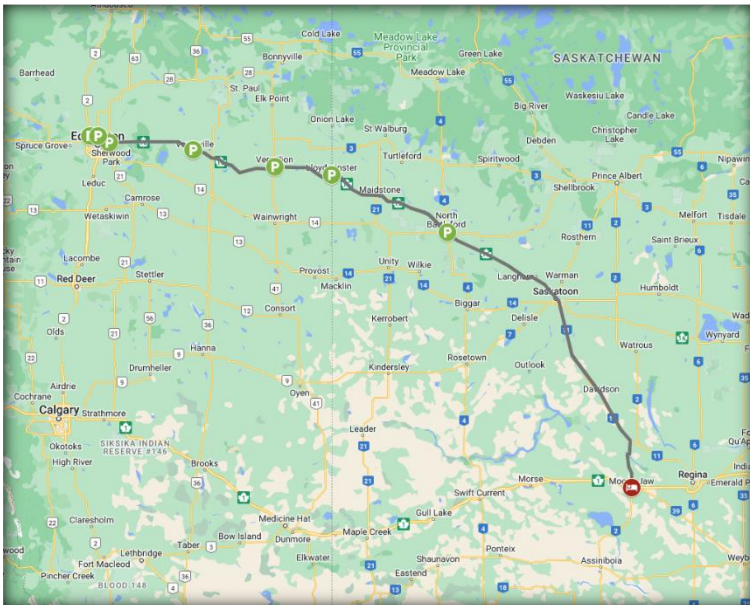 Cold Lake
Meadow Lake
Provincial
Park
Bonnyville
Green Lake
SASKATCHEWAN
Barrhead
Meadow Lake
St. Paul
Elk Point
Waskesiu Lake
Big River
Candle Lake
Onion Lake
St Walburg
Christopher
Lake
Debden
Spruce Grove
Sherwood
Park
Turtleford
Spiritwood
Nipawin
Leduc
Camrose
Maidstone
Shellbrook
Prince Albert
Wetaskiwin
Wainwright
North
Melfort
Tisdale
Rosthern
Saint Brieux
Lacombe
Unity
Wilkie
Red Deer
Stettler
Provost
Macklin
Langham
Warman
Saskatoon
Humboldt
Consort
Biggar
Olds
Kerrobert
Delisle
Wynyard
Hanna
Watrous
Drumheller
Rosetown
Outlook
Airdrie
Kindersley
Davidson
Cochrane
Oyen
Calgary
Strathmore
Leader
Okotoks
SIKSIKA INDIAN
RESERVE #146
High River
Brooks
Morse
Regina
Swift Current
Emerald P
Claresholm
Medicine Hat
Gull Lake
Taber
Bow Island
Dunmore
Maple Creek
Lethbridge
Ponteix
Assiniboia
Fort Macleod
Elkwater
Shaunavon
Pincher Creek
Eastend
BLOOD 148